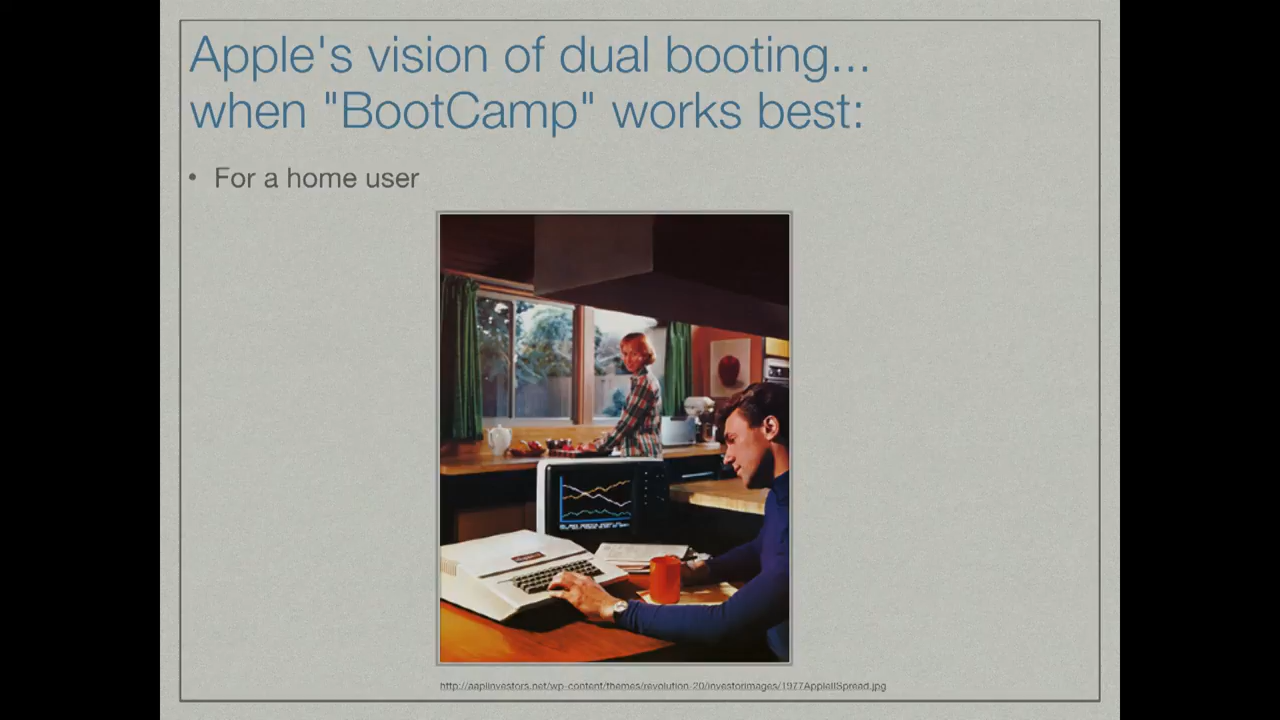 Apple's vision of dual booting...
when "BootCamp" works best:
• For a home user
http://aaplinvestors.net/wp-content/themes/revolution-20/investorimages/1977AppleIISpread.jpg